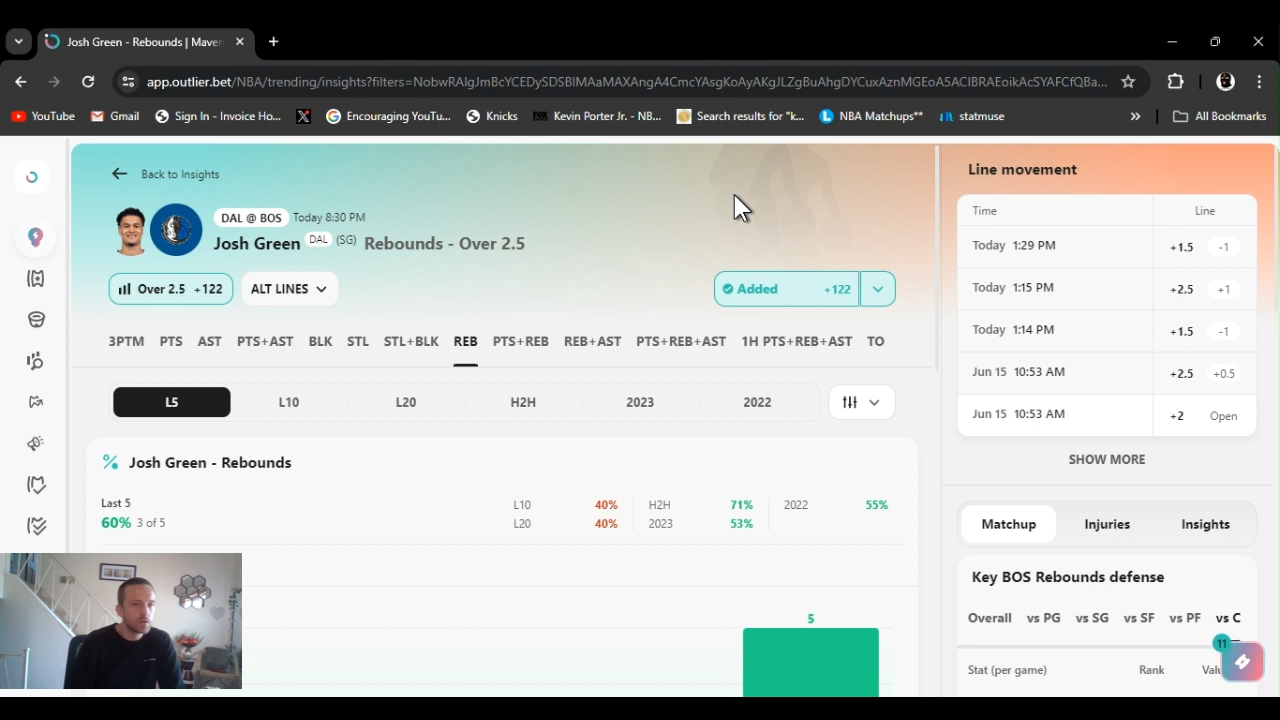 Josh Green - Rebounds | Maven
app.outlier.bet/NBA/trending/insights?filters=NobwRAlgJmBcYCEDySDSBIMAaMAXAngA4CmcYAsgKoAyAKgJLZgBuAhgDYCuxAznMGEoA5ACIBRAEoikAcSYAFCfQBa...
YouTube
Gmail
Sign In - Invoice Ho...
Encouraging YouTu...
Knicks
Kevin Porter Jr. - NB...
Search results for "k...
NBA Matchups**
statmuse
»
All Bookmarks
Back to Insights
DAL @ BOS Today 8:30 PM
Josh Green DAL (SG) Rebounds - Over 2.5
Over 2.5 +122
ALT LINES
Added +122
3PTM PTS AST PTS+AST BLK STL STL+BLK REB PTS+REB REB+AST PTS+REB+AST 1H PTS+REB+AST TO
L5 L10 L20 H2H 2023 2022
% Josh Green - Rebounds
Last 5
60% 3 of 5
L10 40% H2H 71% 2022 55%
L20 40% 2023 53%
5
Line movement
Time Line
Today 1:29 PM +1.5 -1
Today 1:15 PM +2.5 +1
Today 1:14 PM +1.5 -1
Jun 15 10:53 AM +2.5 +0.5
Jun 15 10:53 AM +2 Open
SHOW MORE
Matchup Injuries Insights
Key BOS Rebounds defense
Overall vs PG vs SG vs SF vs PF vs C
11
Stat (per game) Rank